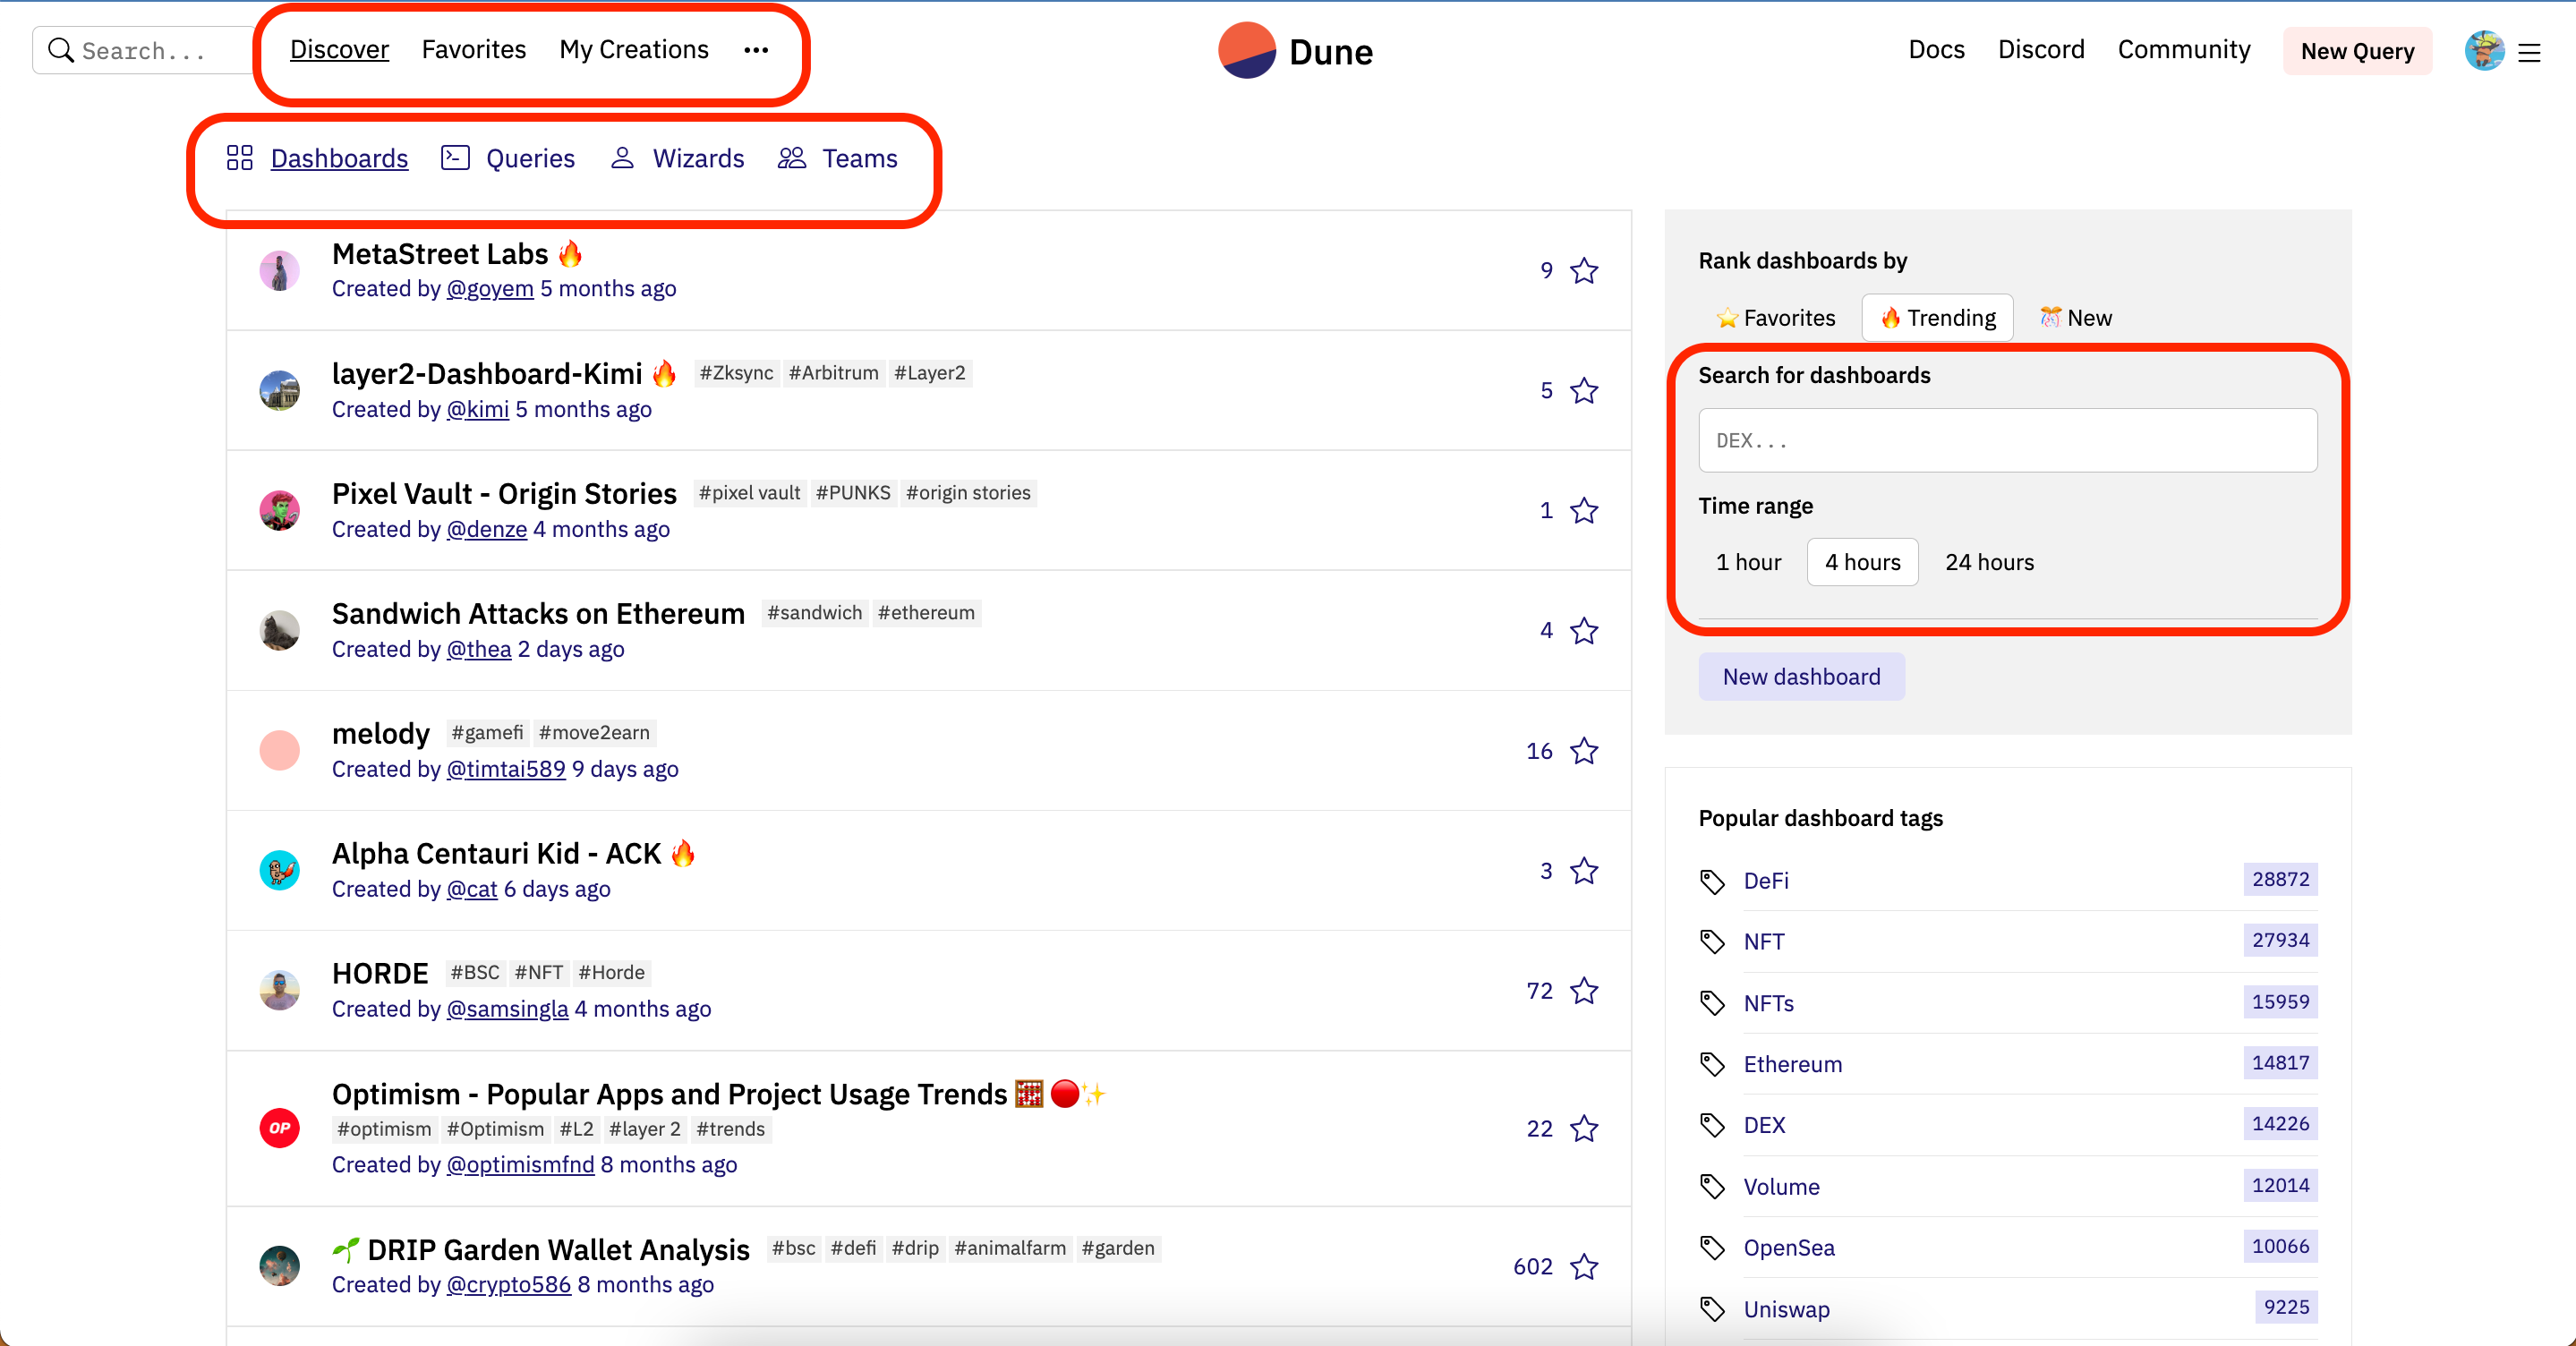 Search... Discover Favorites My Creations ••• Dune Docs Discord Community New Query
Dashboards Queries Wizards Teams
MetaStreet Labs 🔥
Created by @goyem 5 months ago
9
layer2-Dashboard-Kimi 🔥 #Zksync #Arbitrum #Layer2
Created by @kimi 5 months ago
5
Pixel Vault - Origin Stories #pixel vault #PUNKS #origin stories
Created by @denze 4 months ago
1
Sandwich Attacks on Ethereum #sandwich #ethereum
Created by @thea 2 days ago
4
melody #gamefi #move2earn
Created by @timtai589 9 days ago
16
Alpha Centauri Kid - ACK 🔥
Created by @cat 6 days ago
3
HORDE #BSC #NFT #Horde
Created by @samsingla 4 months ago
72
Optimism - Popular Apps and Project Usage Trends 🧮🔴✨
#optimism #Optimism #L2 #layer 2 #trends
OP
Created by @optimismfnd 8 months ago
22
🌱 DRIP Garden Wallet Analysis #bsc #defi #drip #animalfarm #garden
Created by @crypto586 8 months ago
602
Rank dashboards by
⭐ Favorites 🔥 Trending 🎊 New
Search for dashboards
DEX...
Time range
1 hour 4 hours 24 hours
New dashboard
Popular dashboard tags
DeFi 28872
NFT 27934
NFTs 15959
Ethereum 14817
DEX 14226
Volume 12014
OpenSea 10066
Uniswap 9225